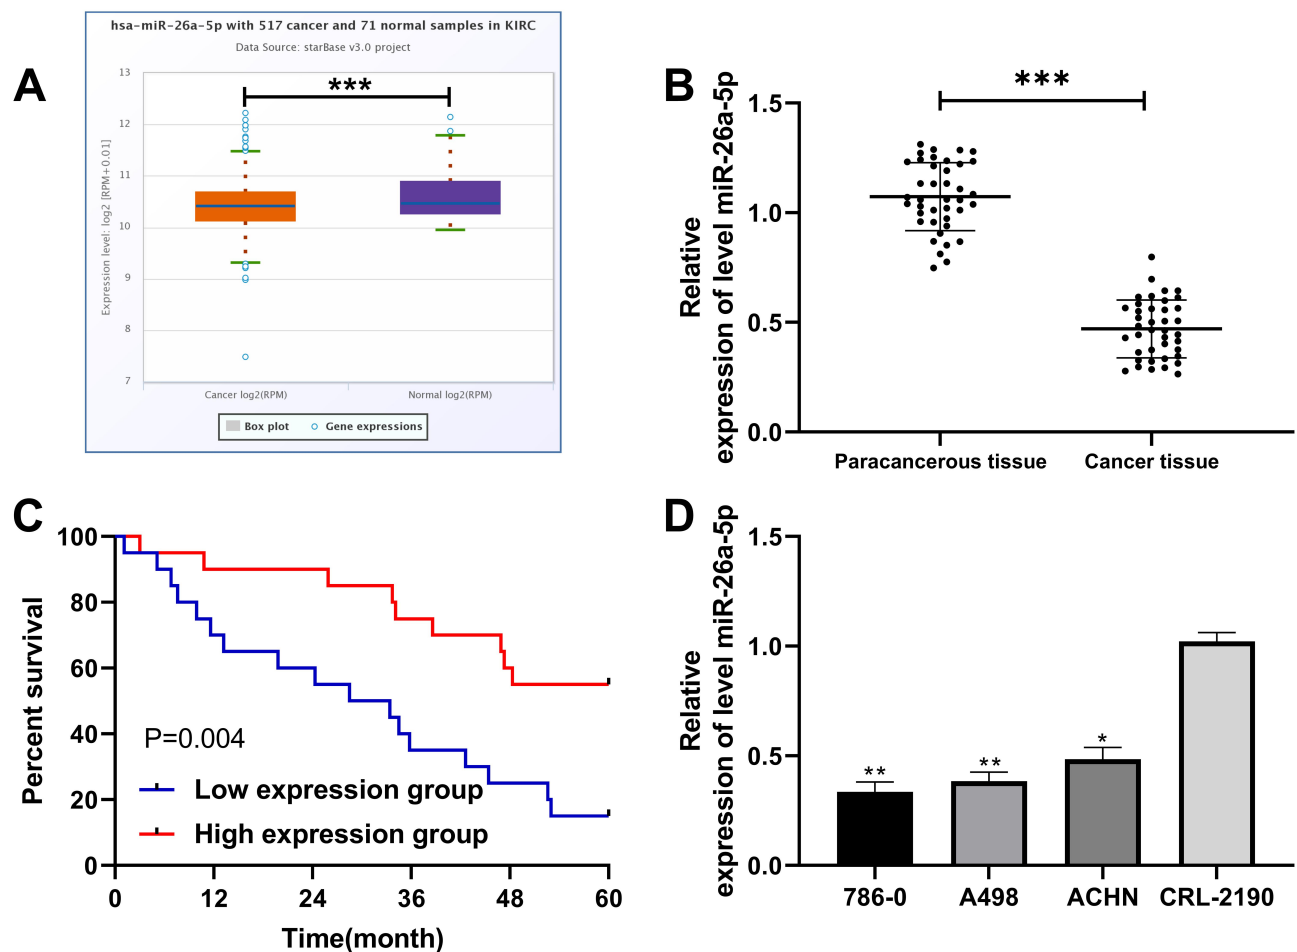 A
hsa-miR-26a-5p with 517 cancer and 71 normal samples in KIRC
Data Source: starBase v3.0 project
Expression level: log2 [RPM+0.01]
13
12
11
10
9
8
7
***
Cancer log2(RPM)
Normal log2(RPM)
Box plot
Gene expressions
B
Relative
expression of level miR-26a-5p
1.5
1.0
0.5
0.0
***
Paracancerous tissue
Cancer tissue
C
Percent survival
100
80
60
40
20
0
P=0.004
Low expression group
High expression group
0
12
24
36
48
60
Time(month)
D
Relative
expression of level miR-26a-5p
1.5
1.0
0.5
0.0
**
**
*
786-0
A498
ACHN
CRL-2190